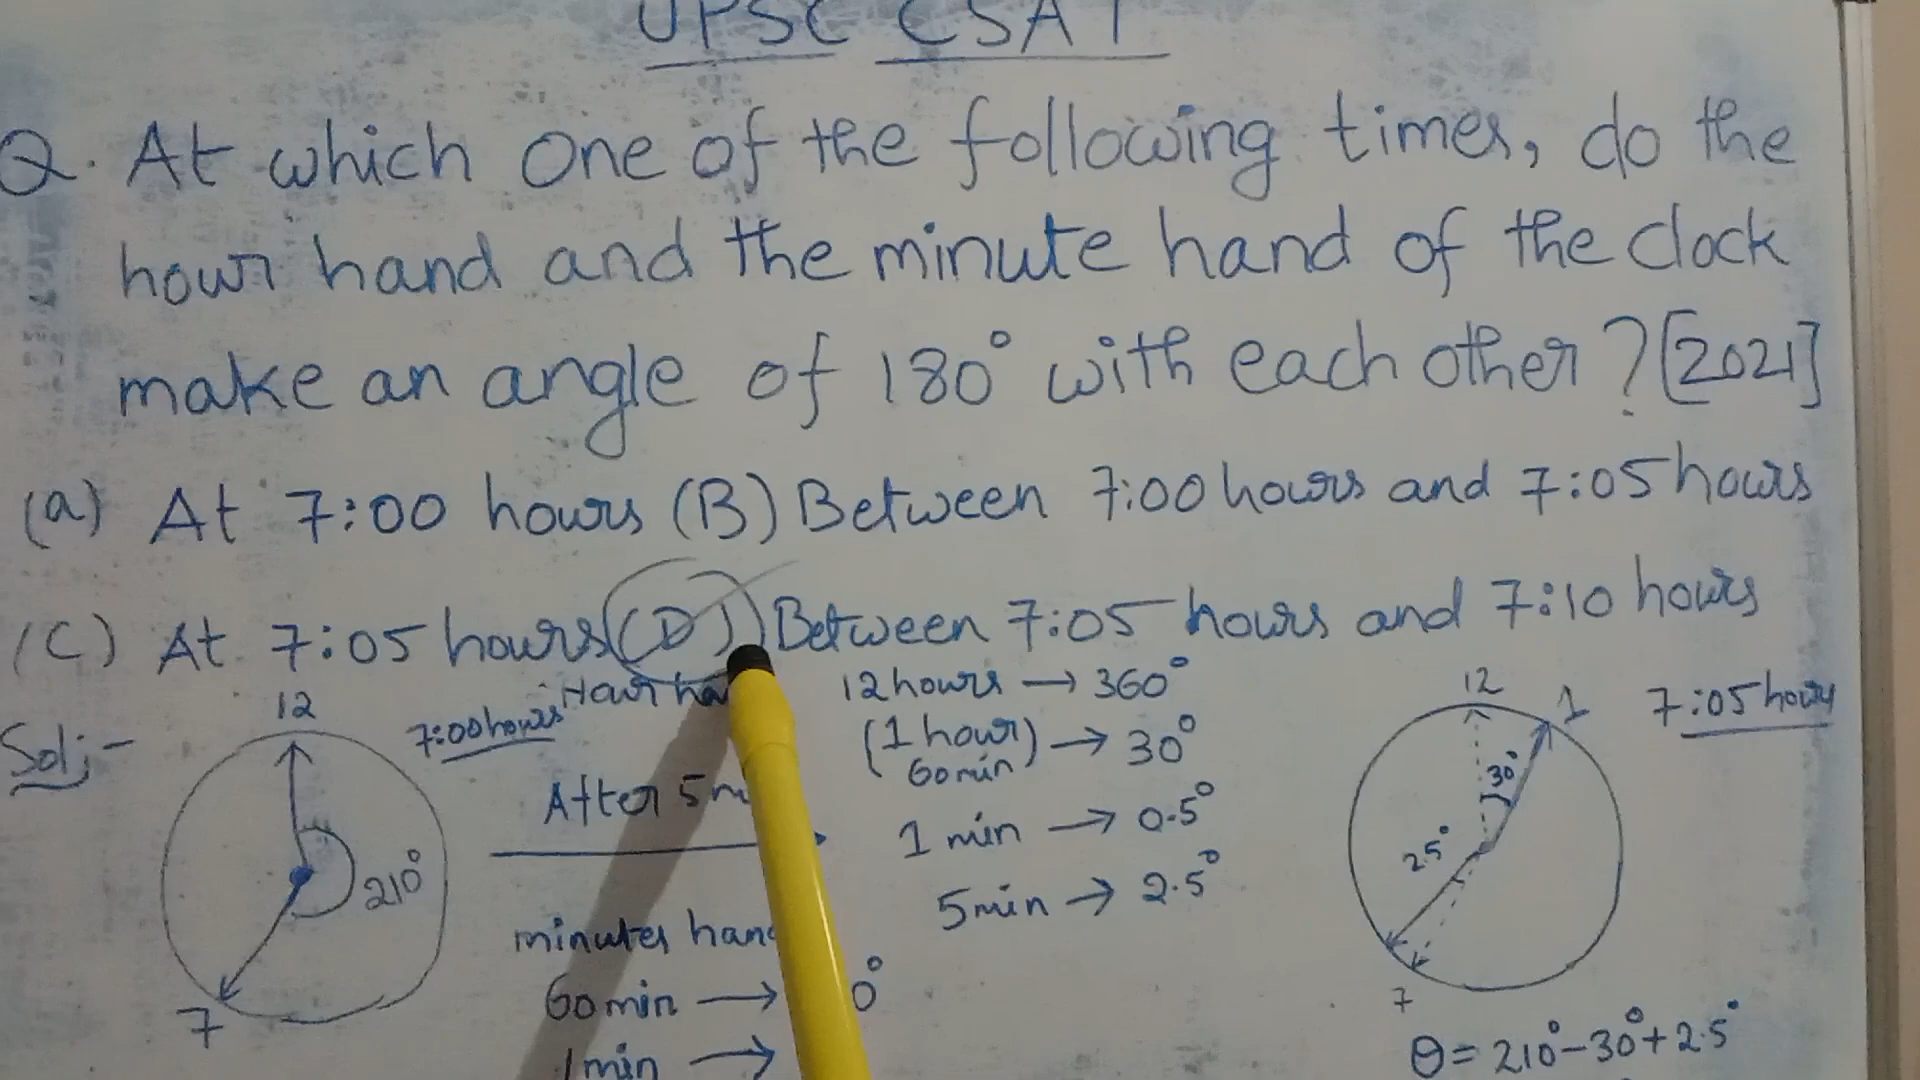 UPSC CSAT
Q. At which one of the following times, do the
hour hand and the minute hand of the clock
make an angle of 180° with each other? [2021]
(a) At 7:00 hours (B) Between 7:00 hours and 7:05 hours
(C) At 7:05 hours (D) Between 7:05 hours and 7:10 hours
Sol:-
12
210°
7
7:00 hours
Hour
After 5
minutes
60 min →
1 min →
12 hours → 360°
(1 hour) → 30°
60 min
1 min → 0.5°
5 min → 2.5°
12
1
7:05 hours
30°
2.5°
7
θ = 210° - 30° + 2.5°